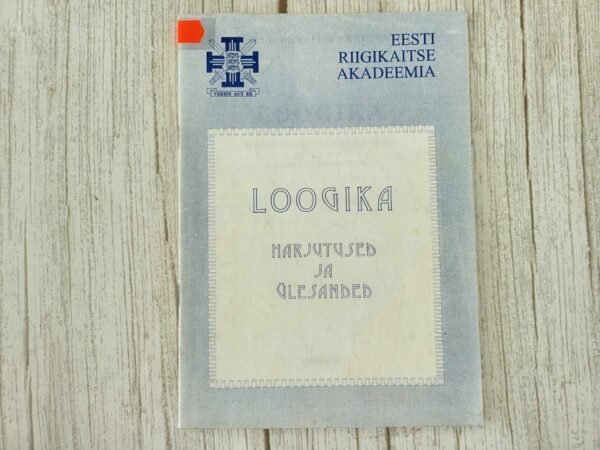 EESTI
RIIGIKAITSE
AKADEEMIA
VERBIS AUT RE
LOOGIKA
HARJUTUSED
JA
ÜLESANDED